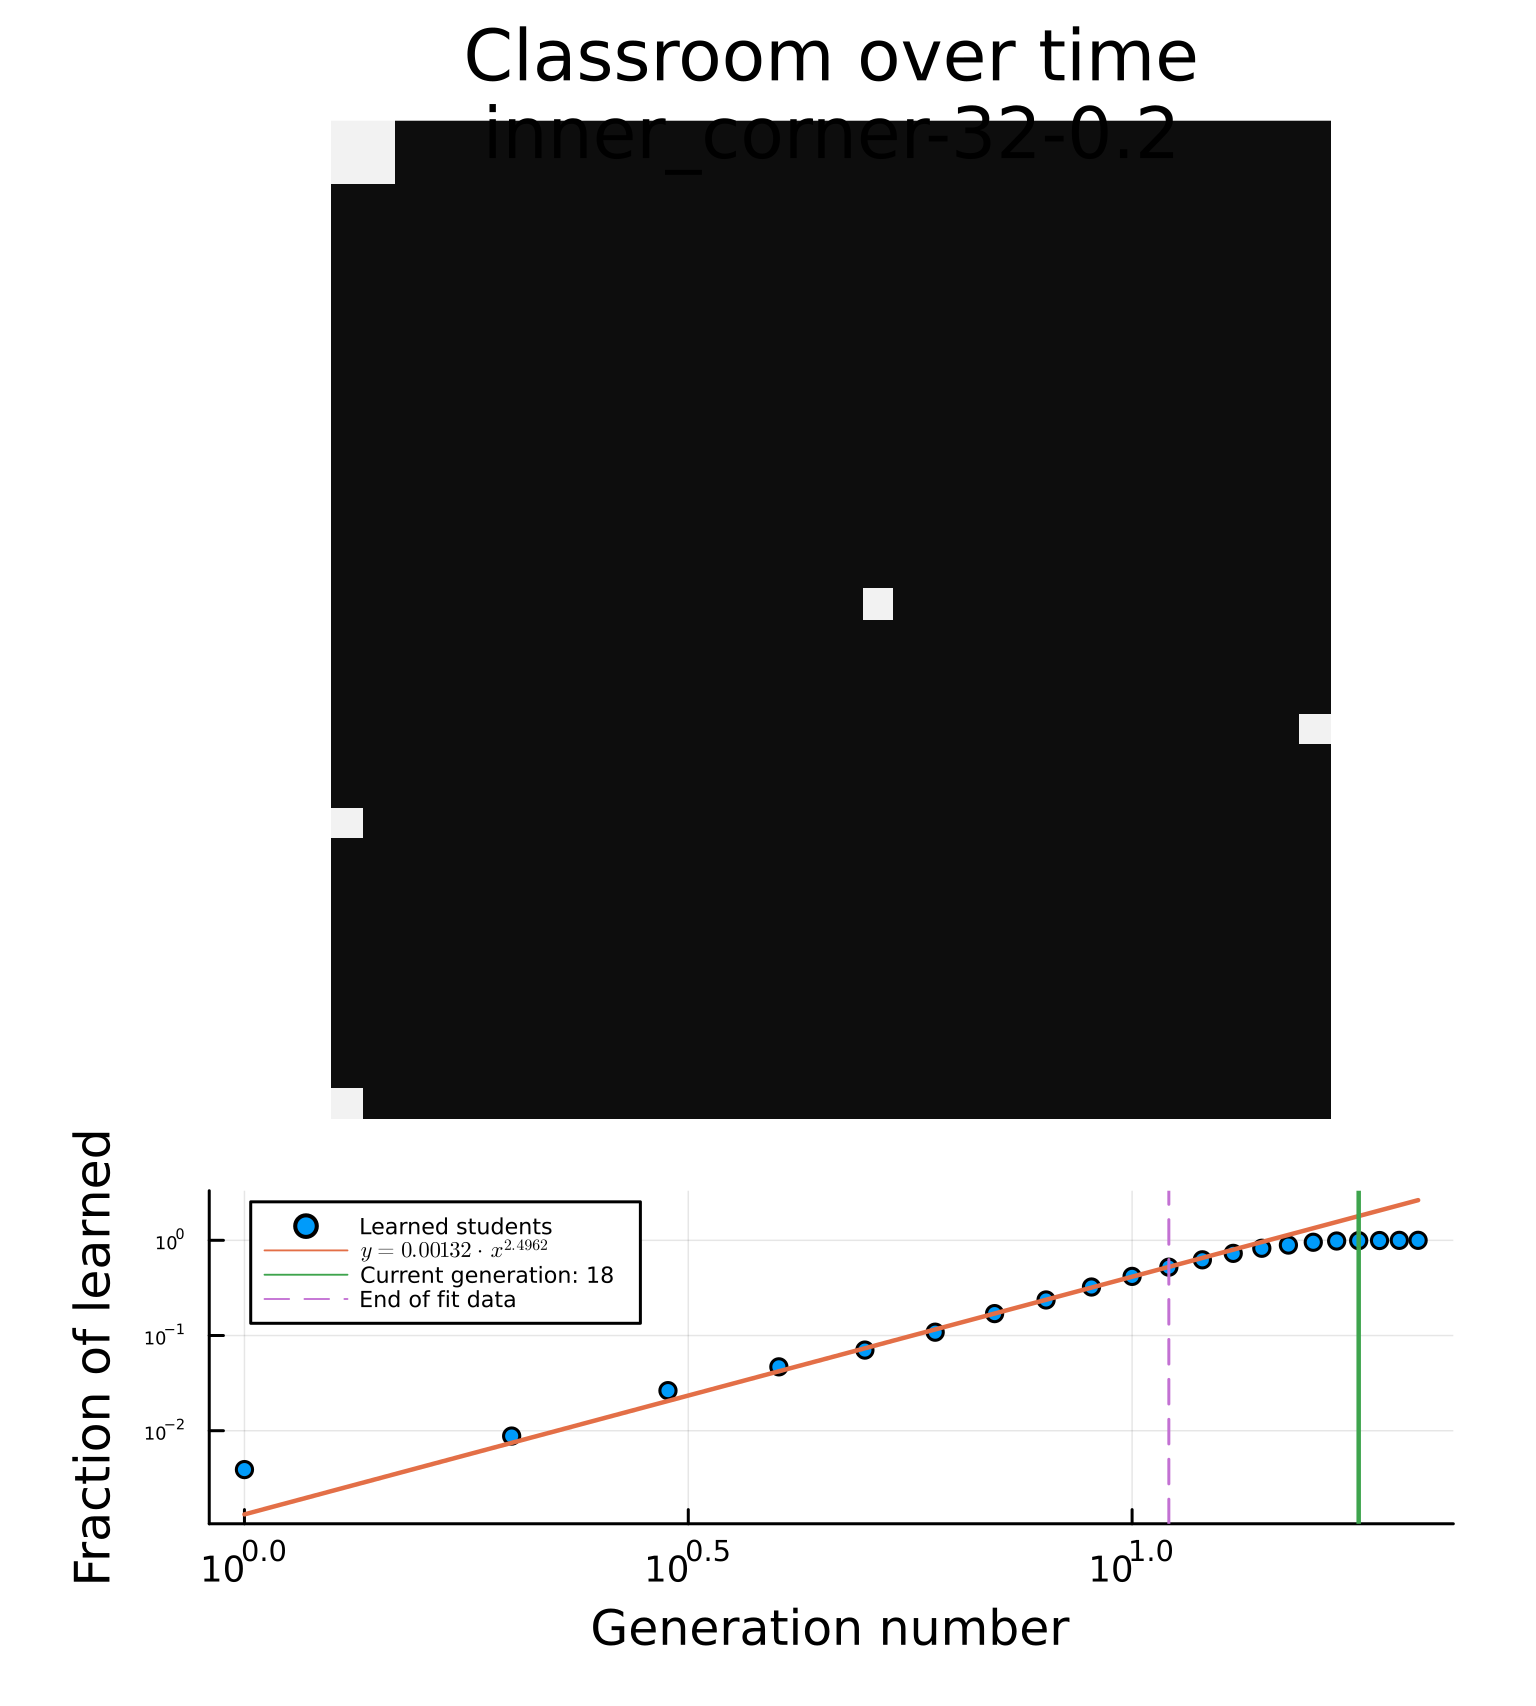 Classroom over time
inner_corner-32-0.2
Fraction of learned
Learned students
y = 0.00132 · x^2.4962
Current generation: 18
End of fit data
10^0
10^−1
10^−2
10^0.0
10^0.5
10^1.0
Generation number